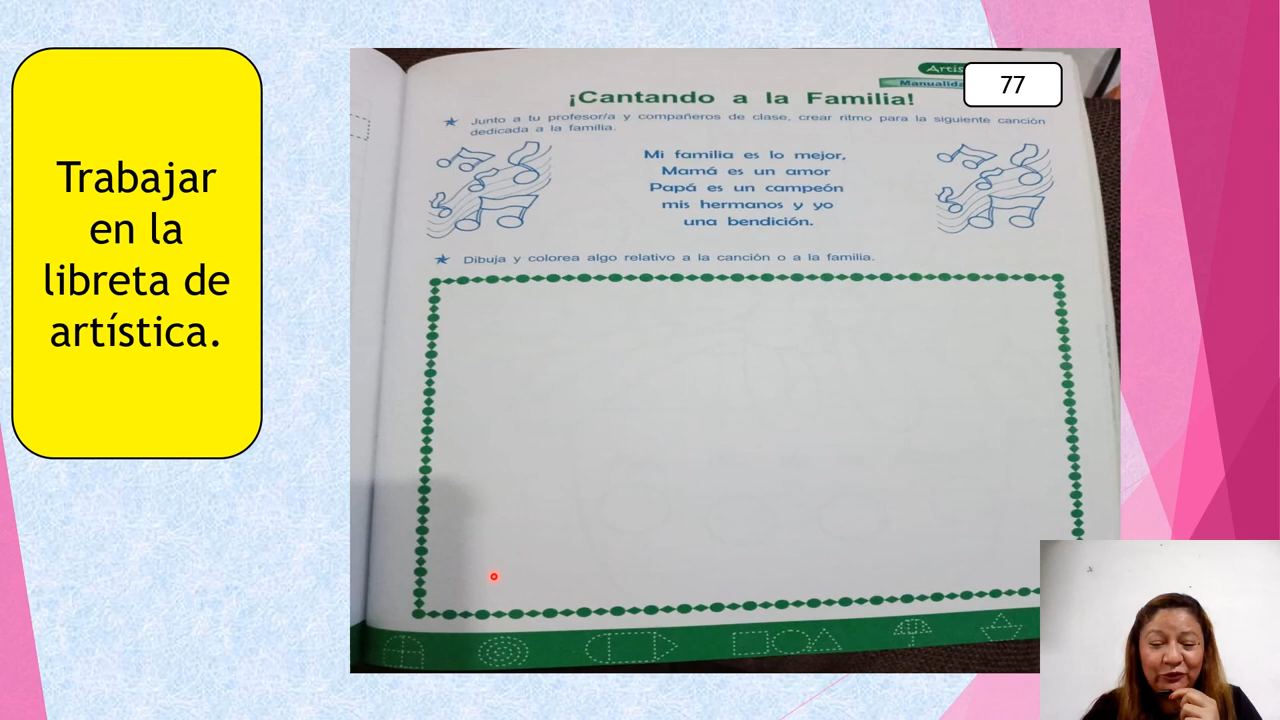 Trabajar
en la
libreta de
artística.
77
¡Cantando a la Familia!
Junto a tu profesor/a y compañeros de clase, crear ritmo para la siguiente canción
dedicada a la familia.
Mi familia es lo mejor,
Mamá es un amor
Papá es un campeón
mis hermanos y yo
una bendición.
Dibuja y colorea algo relativo a la canción o a la familia.